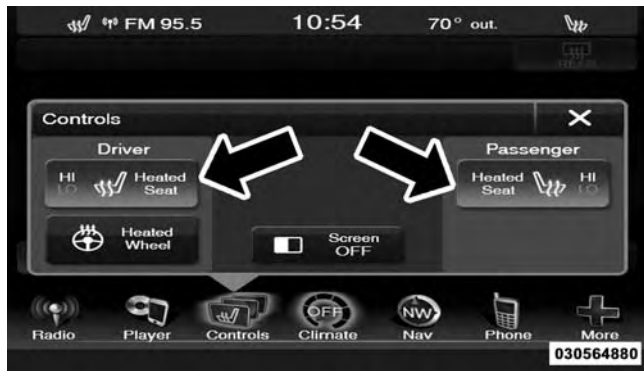 FM 95.5 10:54 70° out.
Controls X
Driver Passenger
HI LO Heated Seat
Heated Seat HI LO
Heated Wheel
Screen OFF
OFF NW
Radio Player Controls Climate Nav Phone More
030564880